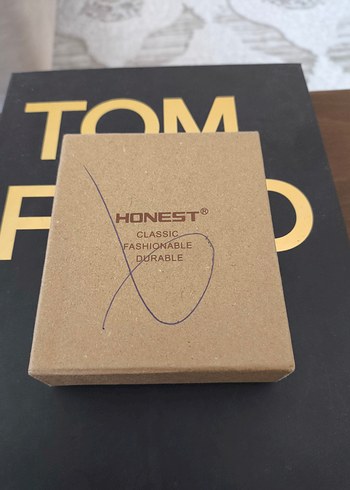 TOM
F O
HONEST®
CLASSIC
FASHIONABLE
DURABLE